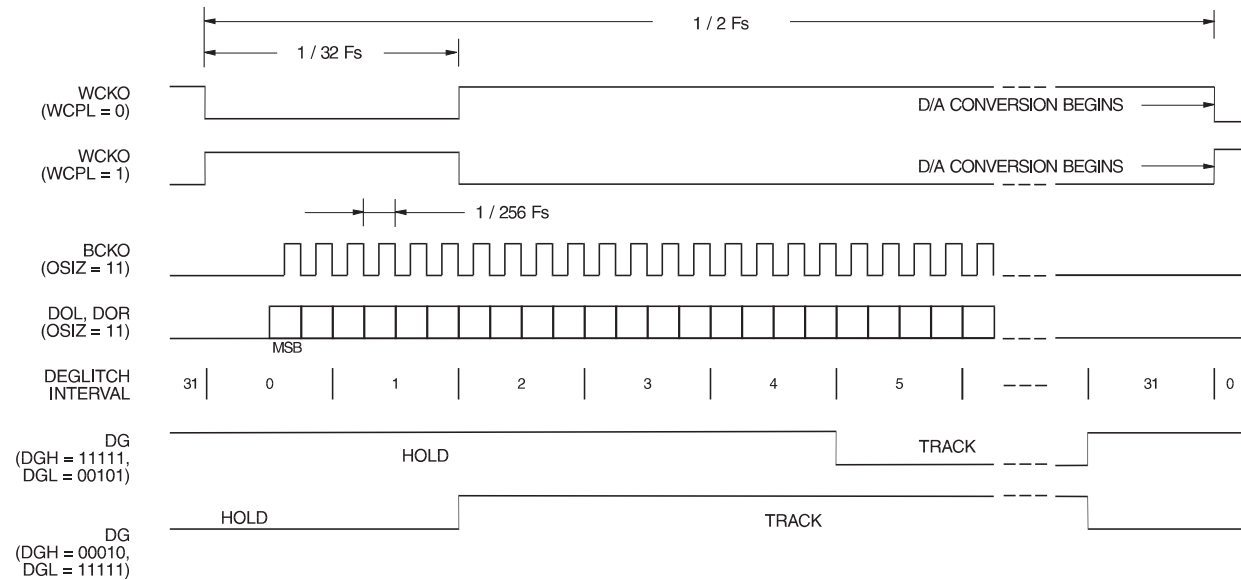 1 / 2 Fs
1 / 32 Fs
WCKO
(WCPL = 0)
D/A CONVERSION BEGINS
WCKO
(WCPL = 1)
D/A CONVERSION BEGINS
1 / 256 Fs
BCKO
(OSIZ = 11)
DOL, DOR
(OSIZ = 11)
MSB
DEGLITCH
INTERVAL
31 0 1 2 3 4 5 31 0
DG
(DGH = 11111,
DGL = 00101)
HOLD
TRACK
HOLD
TRACK
DG
(DGH = 00010,
DGL = 11111)